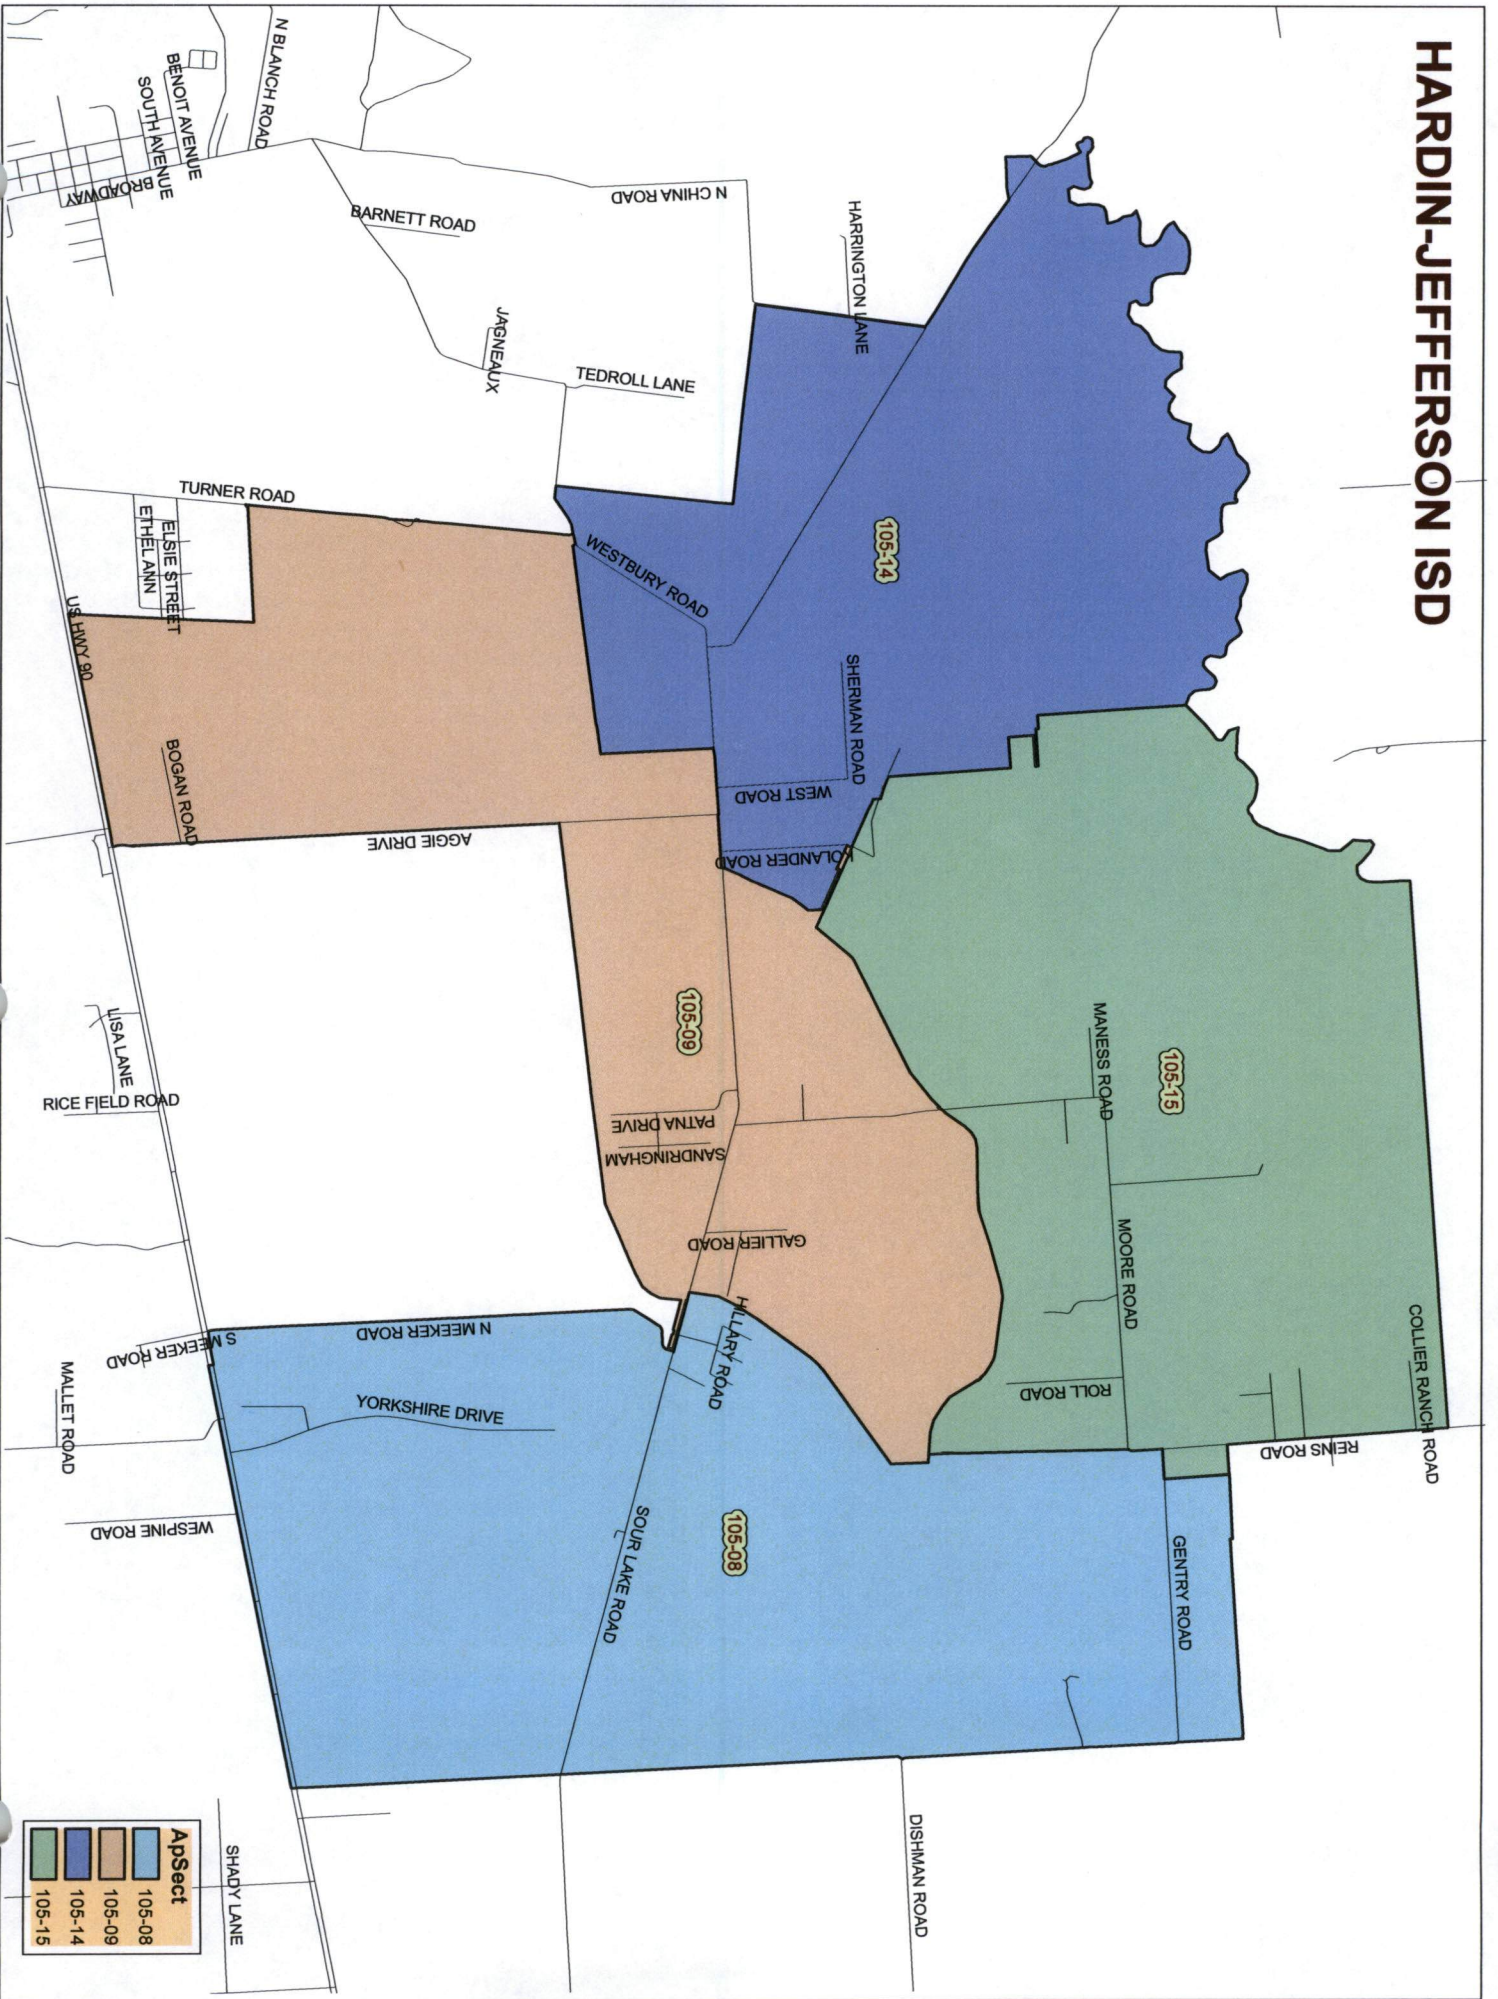 HARDIN-JEFFERSON ISD
COLLIER RANCH ROAD
REINS ROAD
GENTRY ROAD
105-15
MANESS ROAD
MOORE ROAD
ROLL ROAD
DISHMAN ROAD
105-14
HARRINGTON LANE
SHERMAN ROAD
WEST ROAD
KOLANDER ROAD
N CHINA ROAD
TEDROLL LANE
WESTBURY ROAD
105-09
PATNA DRIVE
SANDRINGHAM
GALLIER ROAD
HILLARY ROAD
105-08
SOUR LAKE ROAD
JAGNEAUX
BARNETT ROAD
AGGIE DRIVE
N MEEKER ROAD
YORKSHIRE DRIVE
N BLANCH ROAD
BENOIT AVENUE
SOUTH AVENUE
BROADWAY
TURNER ROAD
ELSIE STREET
ETHEL ANN
US HWY 90
BOGAN ROAD
LISA LANE
RICE FIELD ROAD
S MEEKER ROAD
MALLET ROAD
WESPINE ROAD
SHADY LANE
ApSect
105-08
105-09
105-14
105-15